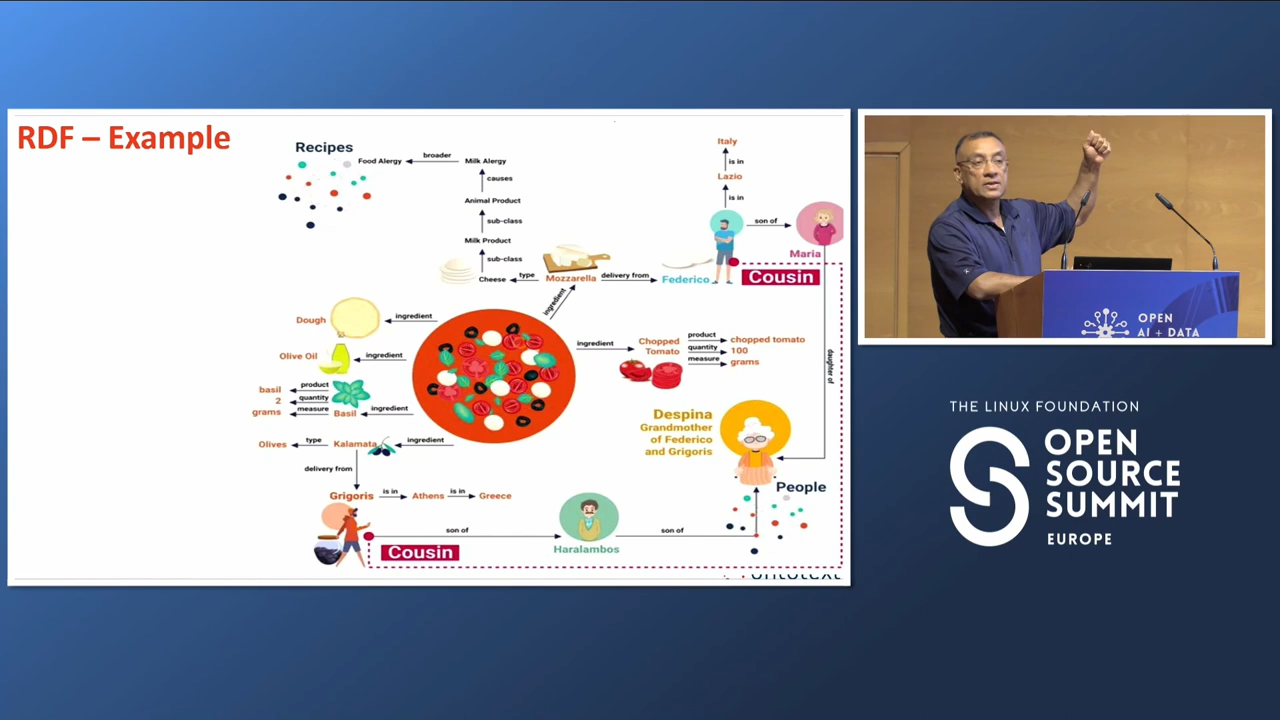 RDF – Example
Recipes
Food Alergy
broader
Milk Alergy
causes
Animal Product
sub-class
Milk Product
sub-class
Cheese
type
Mozzarella
delivery from
Federico
Italy
is in
Lazio
is in
son of
Maria
Cousin
ingredient
Dough
ingredient
Olive Oil
ingredient
basil
product
2
quantity
grams
measure
Basil
ingredient
Olives
type
Kalamata
ingredient
delivery from
Grigoris
is in
Athens
is in
Greece
ingredient
Chopped
Tomato
product
chopped tomato
quantity
100
measure
grams
daughter of
Despina
Grandmother
of Federico
and Grigoris
People
son of
Haralambos
son of
Cousin
OPEN
AI + DATA
THE LINUX FOUNDATION
OPEN
SOURCE
SUMMIT
EUROPE